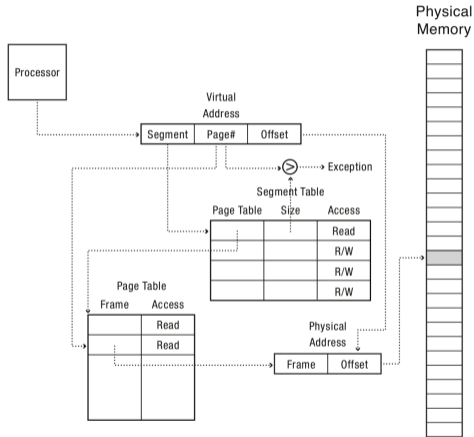 Physical
Memory
Processor
Virtual
Address
Segment Page# Offset
> Exception
Segment Table
Page Table Size Access
Read
R/W
R/W
R/W
Page Table
Frame Access
Read
Read
Physical
Address
Frame Offset